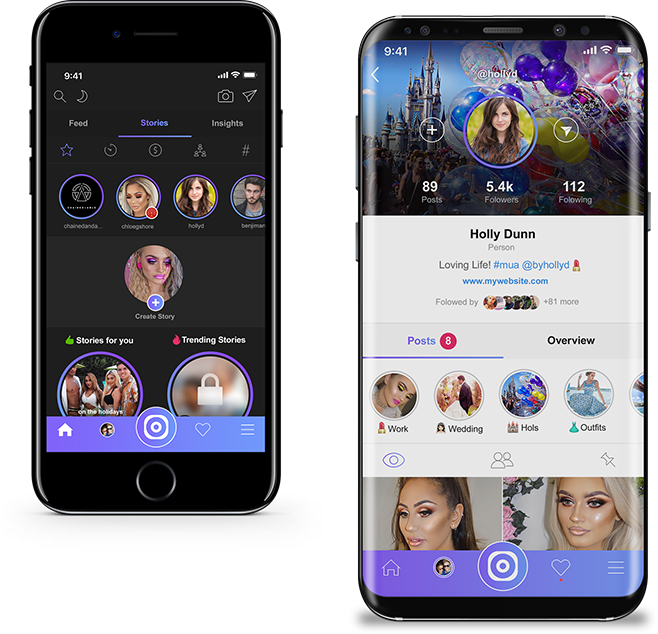 9:41
Feed
Stories
Insights
#
chainedanda...
chloegshore
hollyd
benjiman
Create Story
Stories for you
Trending Stories
on the holidays
9:41
@hollyd
89
5.4k
112
Posts
Followers
Folowing
Holly Dunn
Person
Loving Life! #mua @byhollyd
www.mywebsite.com
Followed by
+81 more
Posts 8
Overview
Work
Wedding
Hols
Outfits